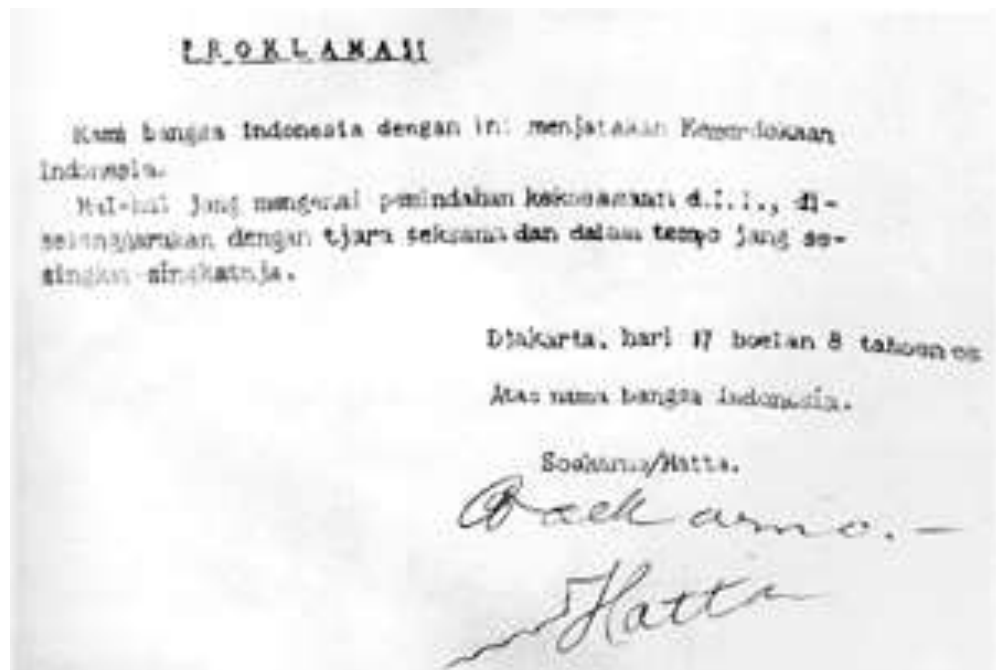 P R O K L A M A S I
Kami bangsa Indonesia dengan ini menjatakan Kemerdekaan
Indonesia.
Hal-hal jang mengenai pemindahan kekoeasaan d.l.l., di-
selenggarakan dengan tjara seksama dan dalam tempo jang se-
singkat-singkatnja.
Djakarta, hari 17 boelan 8 tahoen 05
Atas nama bangsa Indonesia.
Soekarno/Hatta.
Soekarno.-
Hatta